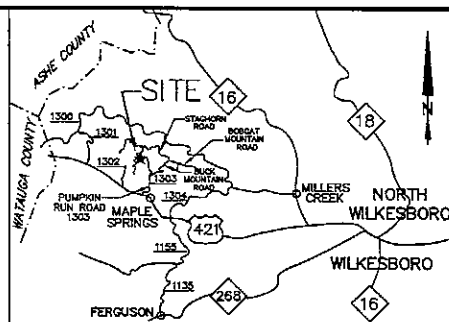 ASHE COUNTY
WATAUGA COUNTY
SITE
16
18
N
1300
1301
1302
STAGHORN
ROAD
BOBCAT
MOUNTAIN
ROAD
BUCK
MOUNTAIN
ROAD
1303
1304
PUMPKIN
RUN ROAD
1303
MAPLE
SPRINGS
MILLERS
CREEK
NORTH
WILKESBORO
421
WILKESBORO
1155
1135
268
16
FERGUSON